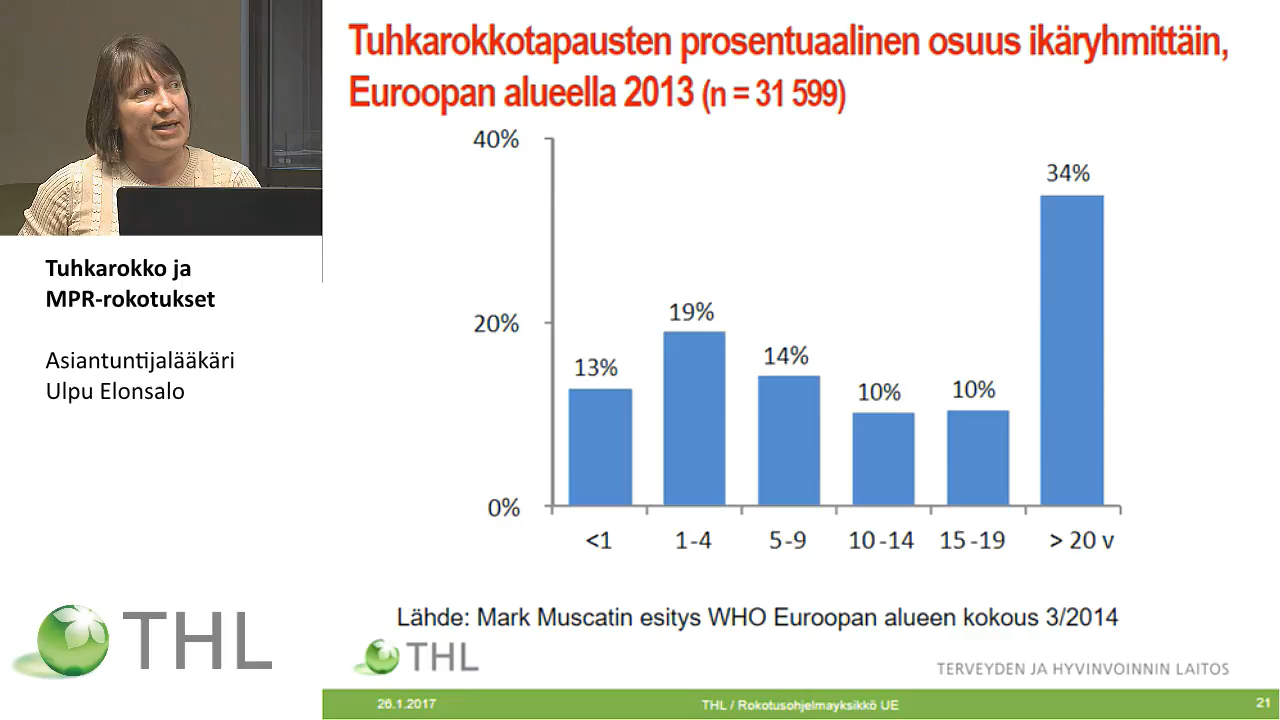 Tuhkarokkotapausten prosentuaalinen osuus ikäryhmittäin,
Euroopan alueella 2013 (n = 31 599)
40%
20%
0%
13%
19%
14%
10%
10%
34%
<1
1-4
5-9
10-14
15-19
> 20 v
Lähde: Mark Muscatin esitys WHO Euroopan alueen kokous 3/2014
THL
TERVEYDEN JA HYVINVOINNIN LAITOS
26.1.2017
THL / Rokotusohjelmayksikkö UE
21
Tuhkarokko ja
MPR-rokotukset
Asiantuntijalääkäri
Ulpu Elonsalo
THL